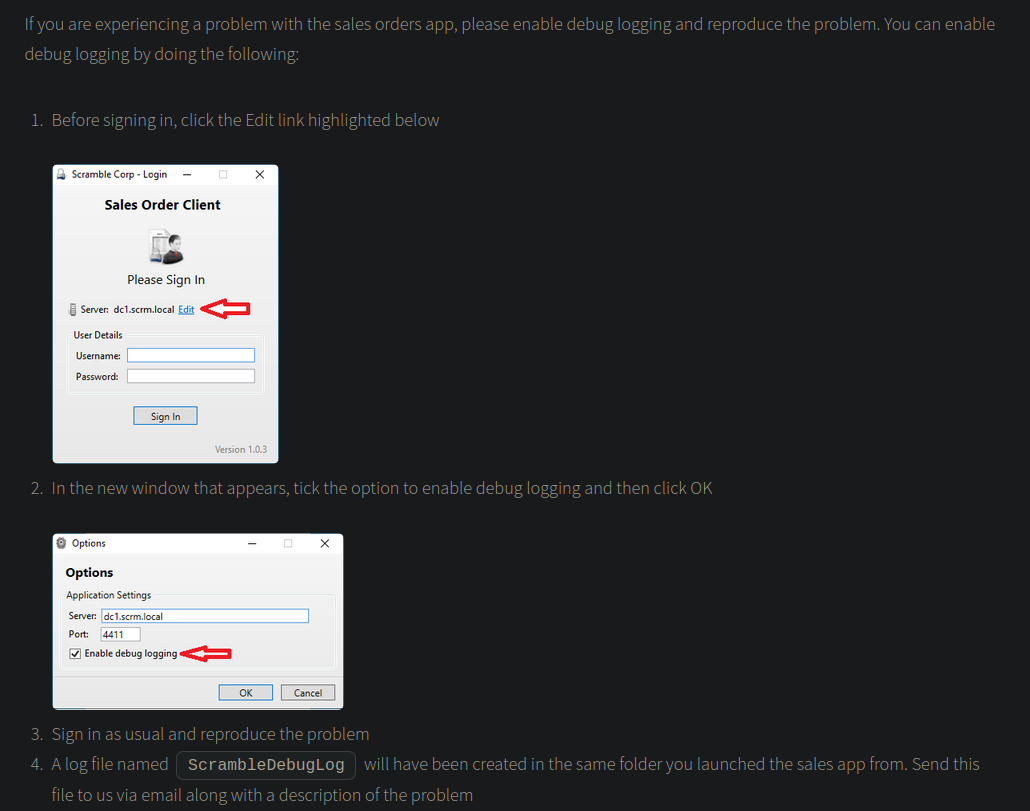 If you are experiencing a problem with the sales orders app, please enable debug logging and reproduce the problem. You can enable
debug logging by doing the following:
1. Before signing in, click the Edit link highlighted below
Scramble Corp - Login
Sales Order Client
Please Sign In
Server: dc1.scrm.local Edit
User Details
Username:
Password:
Sign In
Version 1.0.3
2. In the new window that appears, tick the option to enable debug logging and then click OK
Options
Options
Application Settings
Server: dc1.scrm.local
Port: 4411
Enable debug logging
OK Cancel
3. Sign in as usual and reproduce the problem
4. A log file named ScrambleDebugLog will have been created in the same folder you launched the sales app from. Send this
file to us via email along with a description of the problem